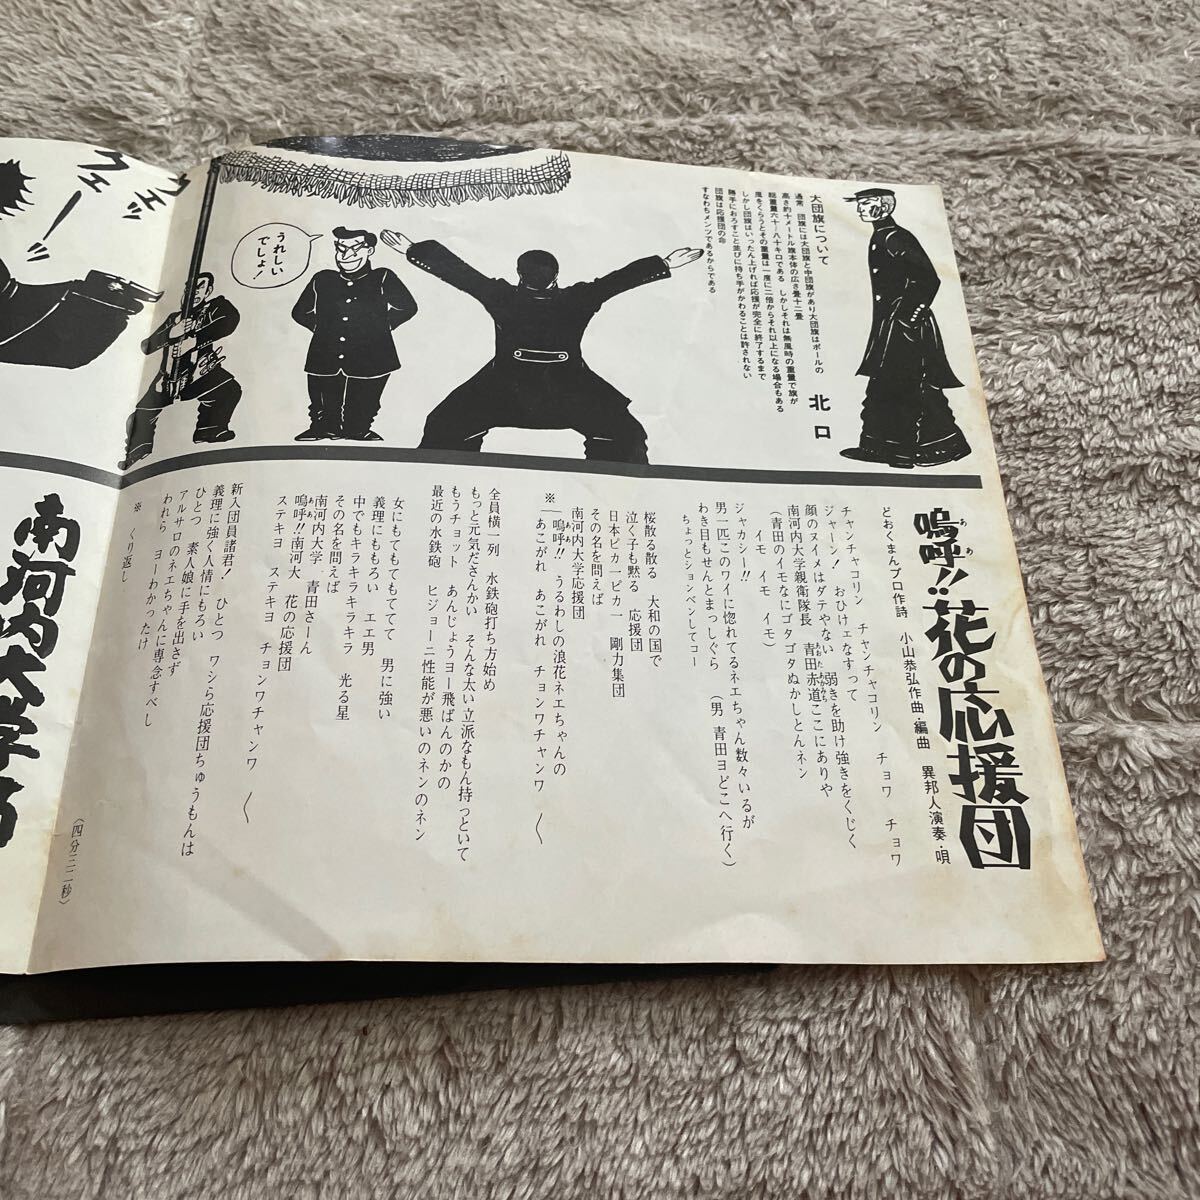 大団旗について
北口
通常 団旗には大団旗と中団旗があり大団旗はポールの
高さ約十メートル旗本体の広さ畳十二畳
総重量六十〜八十キロである しかしそれは無風時の重量で旗が
風をくらうとその重量は一度に二倍からそれ以上になる場合もある
しかし団旗はいったん上げれば応援が完全に終了するまで
勝手におろすこと並びに持ち手がかわることは許されない
団旗は応援団の命
すなわちメンツであるからである
うれしい
でしょ!
ウェー
ウェー
嗚呼!!花の応援団
どおくまんプロ作詩 小山恭弘作曲・編曲 異邦人演奏・唄
チャンチャコリン チャンチャコリン チョワ チョワ
ジャーン! おひけェなすって
顔のヌイメはダテやない 弱きを助け強きをくじく
南河内大学親衛隊長 青田赤道ここにありや
(青田のイモなにゴタゴタぬかしとんネン
イモ イモ イモ)
ジャカシー!!
男一匹このワイに惚れてるネエちゃん数々いるが
わき目もせんとまっしぐら (男 青田ヨどこへ行く)
ちょっとションベンしてコー
桜散る散る 大和の国で
泣く子も黙る 応援団
日本ピカ一ピカ一 剛力集団
その名を問えば
南河内大学応援団
※嗚呼!! うるわしの浪花ネエちゃんの
あこがれ あこがれ チョンワチャンワ 〱
全員横一列 水鉄砲打ち方始め
もっと元気ださんかい そんな太い立派なもん持っといて
もうチョット あんじょうヨー飛ばんのかの
最近の水鉄砲 ヒジョーニ性能が悪いのネンのネン
女にもてもてもてて 男に強い
義理にももろい エエ男
中でもキラキラキラキラ 光る星
その名を問えば
南河内大学 青田さーん
嗚呼!!南河大 花の応援団
ステキヨ ステキヨ チョンワチャンワ 〱
新入団員諸君! ひとつ ワシら応援団ちゅうもんは
義理に強く人情にもろい
ひとつ 素人娘に手を出さず
アルサロのネエちゃんに専念すべし
われら ヨーわかったけ
※ くり返し
(四分三二秒)
南河内大学